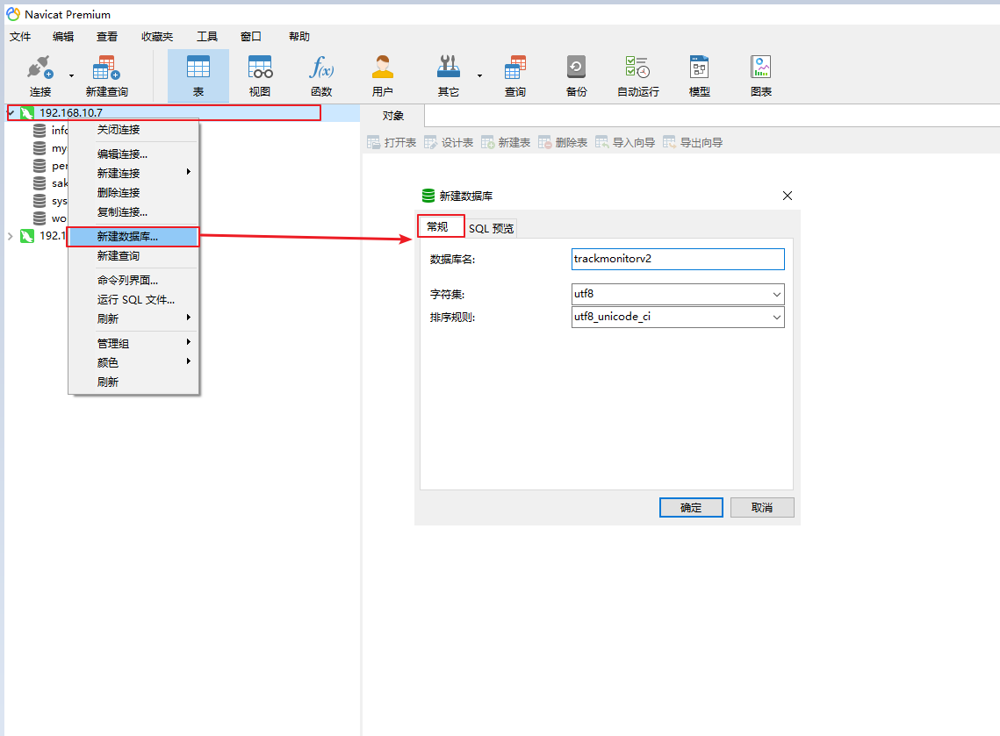 Navicat Premium
文件 编辑 查看 收藏夹 工具 窗口 帮助
连接 新建查询 表 视图 函数 用户 其它 查询 备份 自动运行 模型 图表
f(x)
192.168.10.7
info
my
per
sak
sys
wo
192.1
关闭连接
编辑连接...
新建连接
删除连接
复制连接...
新建数据库...
新建查询
命令列界面...
运行 SQL 文件...
刷新
管理组
颜色
刷新
对象
打开表 设计表 新建表 删除表 导入向导 导出向导
新建数据库
常规 SQL 预览
数据库名: trackmonitorv2
字符集: utf8
排序规则: utf8_unicode_ci
确定 取消